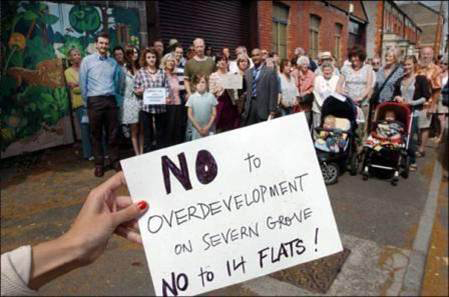 NO to
OVERDEVELOPMENT
ON SEVERN GROVE
NO to 14 FLATS!